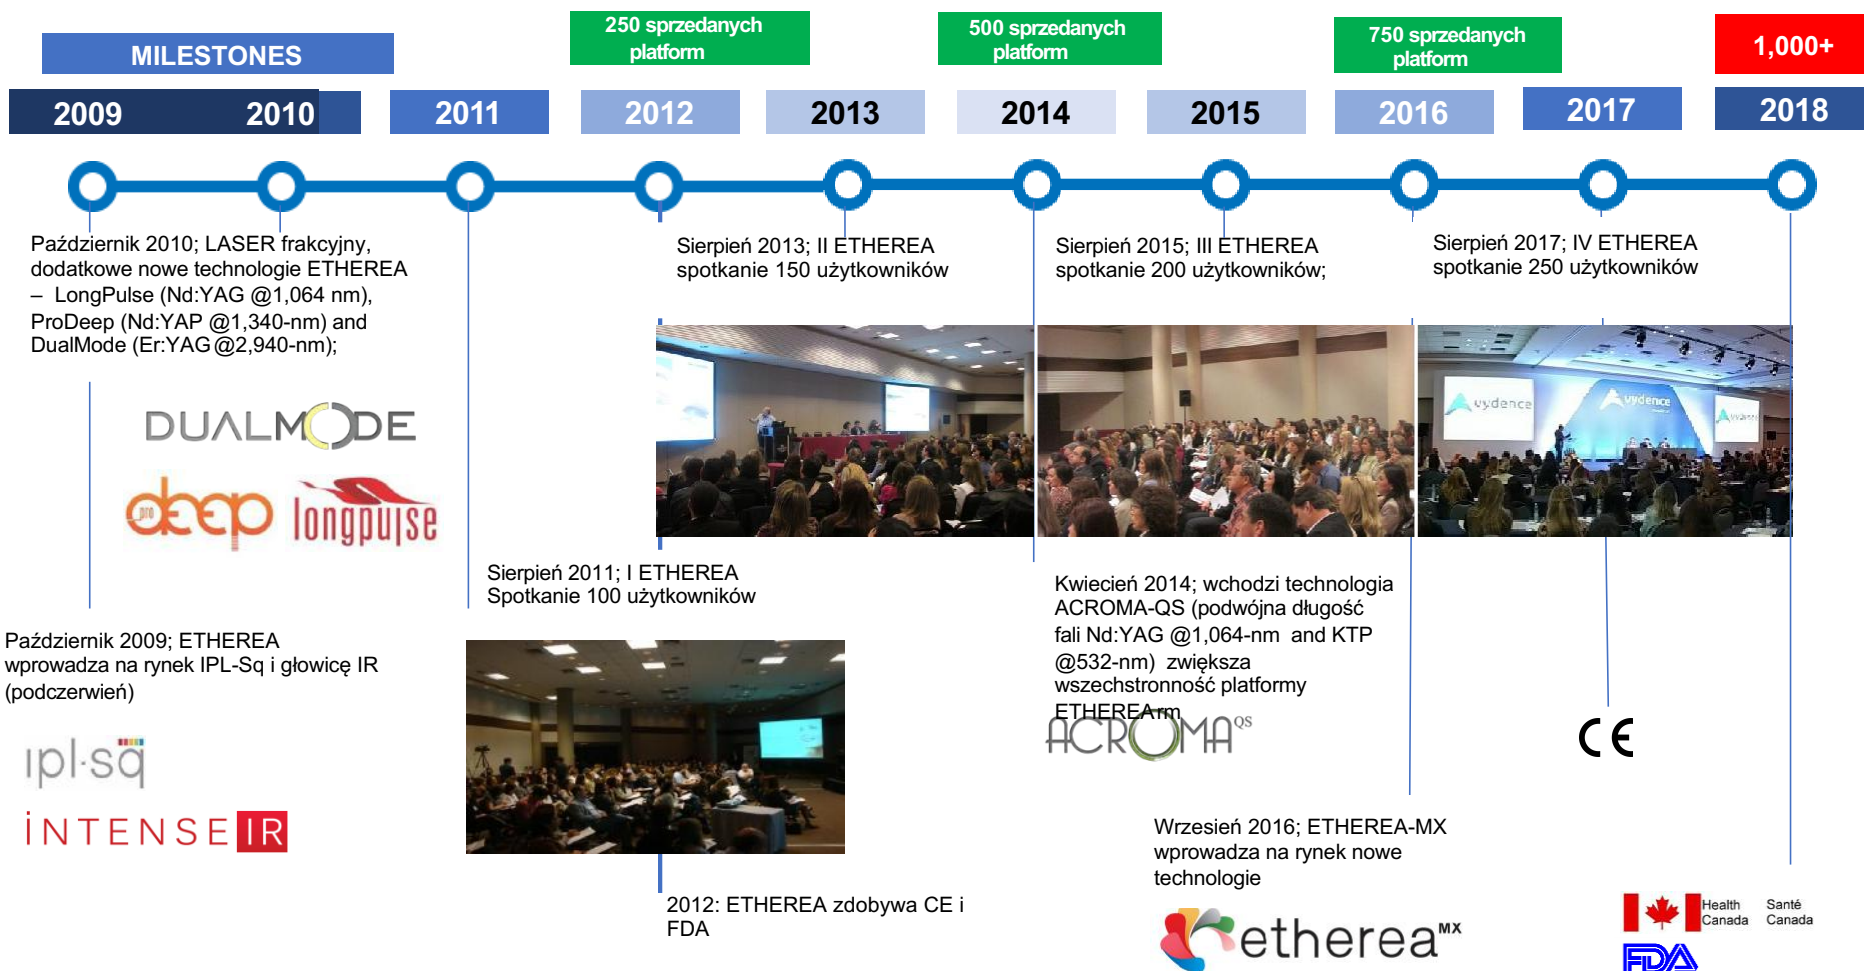 MILESTONES
250 sprzedanych
platform
500 sprzedanych
platform
750 sprzedanych
platform
1,000+
2009
2010
2011
2012
2013
2014
2015
2016
2017
2018
Październik 2010; LASER frakcyjny,
dodatkowe nowe technologie ETHEREA
– LongPulse (Nd:YAG @1,064 nm),
ProDeep (Nd:YAP @1,340-nm) and
DualMode (Er:YAG @2,940-nm);
DUALMODE
pro deep
longpulse
Październik 2009; ETHEREA
wprowadza na rynek IPL-Sq i głowicę IR
(podczerwień)
ipl·sq
INTENSE IR
Sierpień 2011; I ETHEREA
Spotkanie 100 użytkowników
2012: ETHEREA zdobywa CE i
FDA
Sierpień 2013; II ETHEREA
spotkanie 150 użytkowników
Sierpień 2015; III ETHEREA
spotkanie 200 użytkowników;
Sierpień 2017; IV ETHEREA
spotkanie 250 użytkowników
vydence
vydence
vydence
Kwiecień 2014; wchodzi technologia
ACROMA-QS (podwójna długość
fali Nd:YAG @1,064-nm and KTP
@532-nm) zwiększa
wszechstronność platformy
ETHEREArm
ACROMA QS
Wrzesień 2016; ETHEREA-MX
wprowadza na rynek nowe
technologie
etherea MX
CE
Health Santé
Canada Canada
FDA